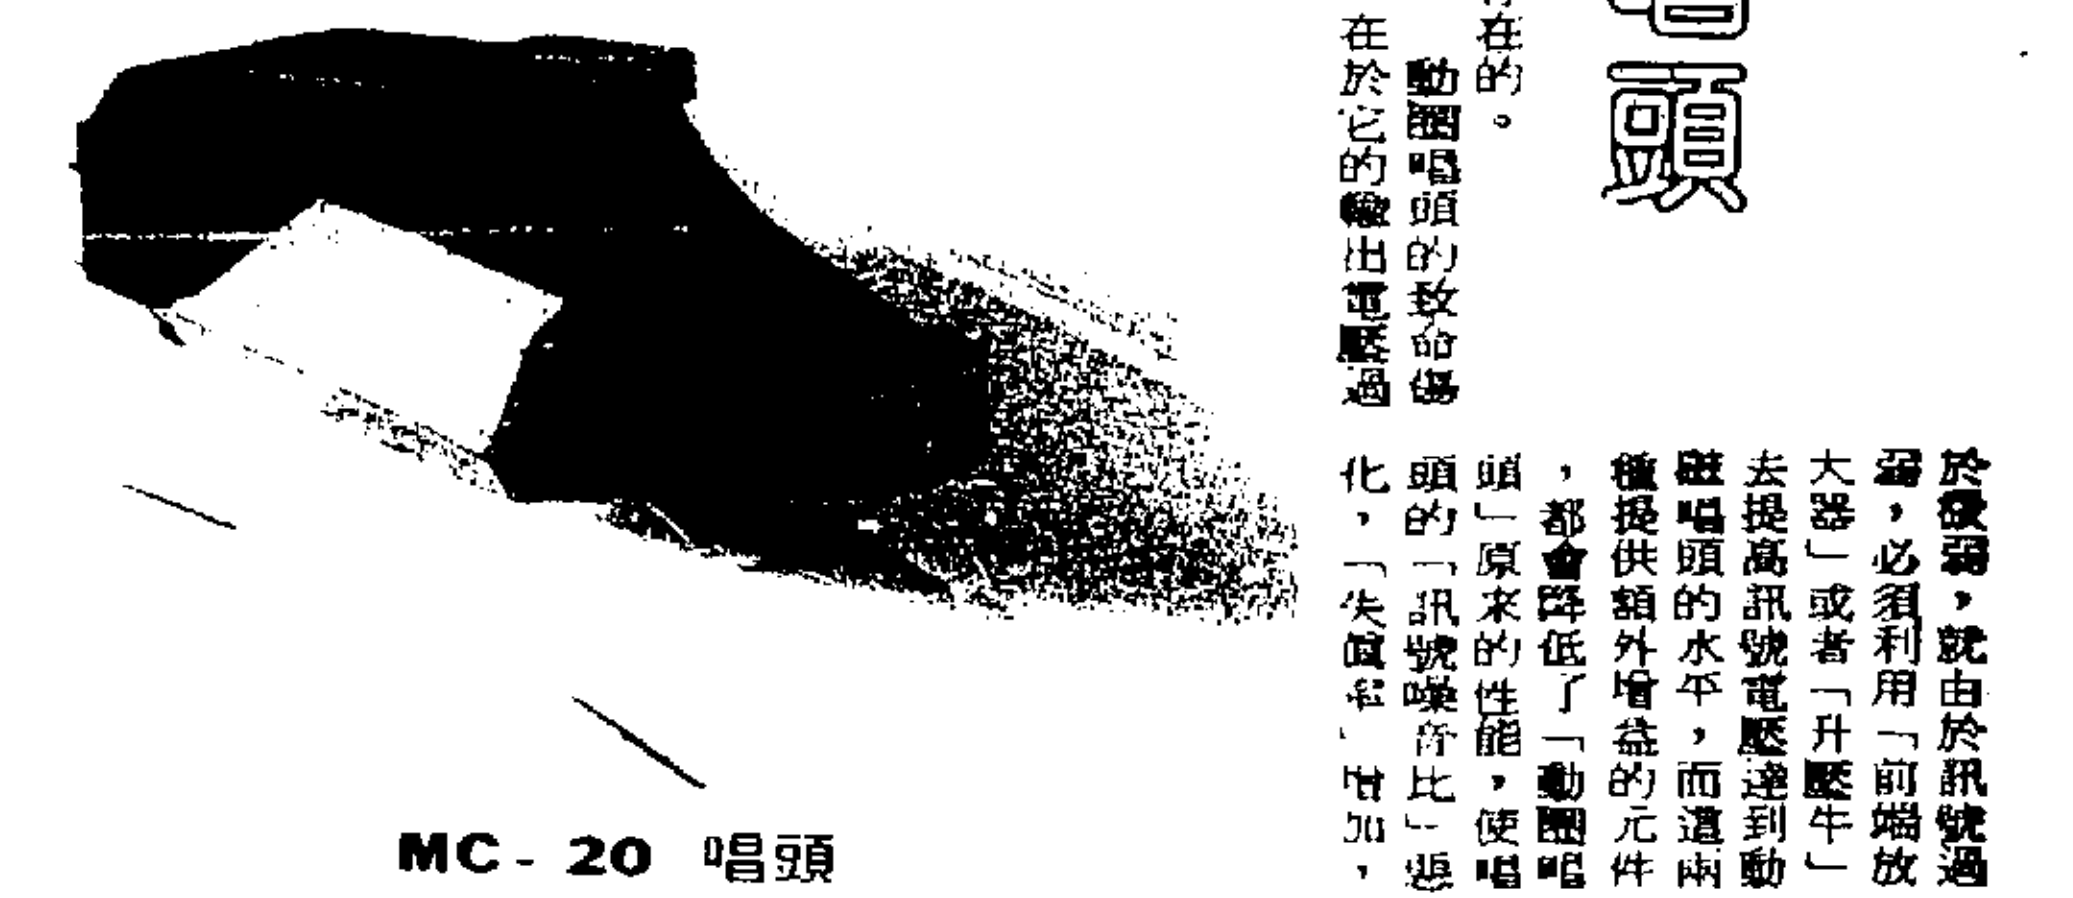 唱頭
在的。
動圈唱頭的致命傷
在於它的輸出電壓過
於微弱，就由於訊號過
弱，必須利用「前端放
大器」或者「升壓牛」
去提高訊號電壓達到動
磁唱頭的水平，而這兩
種提供額外增益的元件
，都會降低了「動圈唱
頭」原來的性能，使唱
頭的「訊號噪音比」
化，「失真率」增加，
MC-20 唱頭